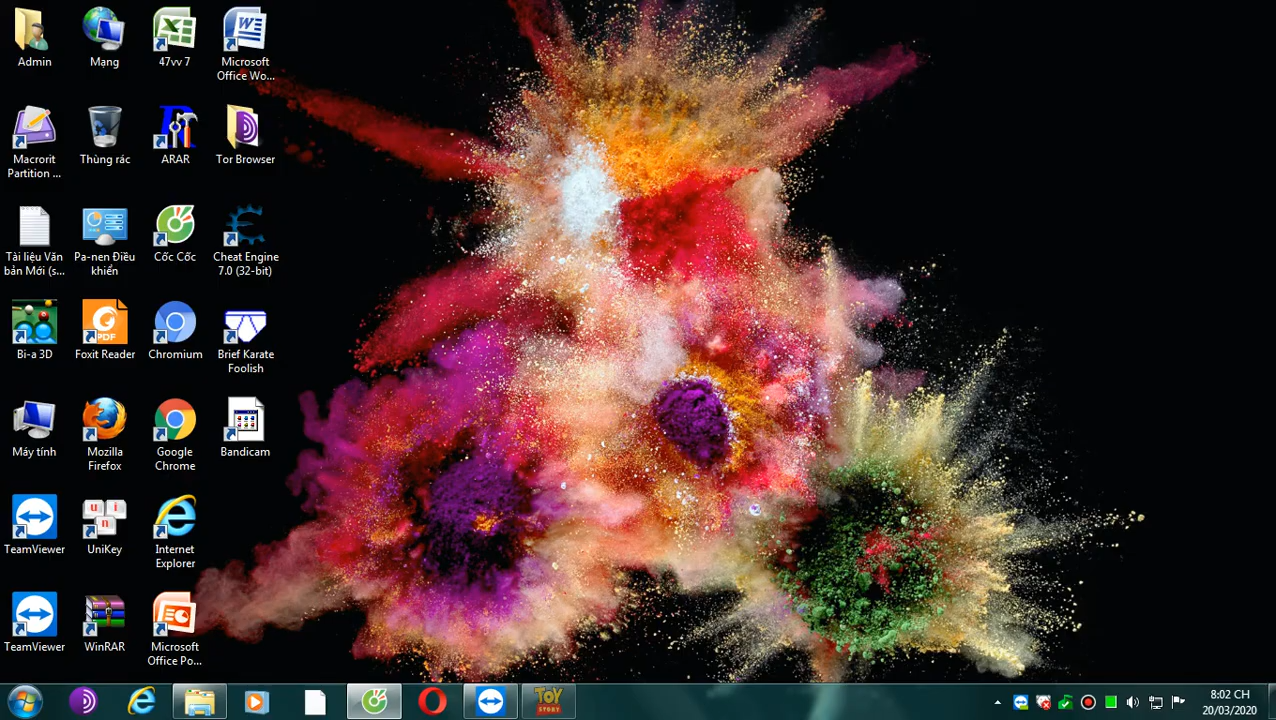 Admin
Mạng
47vv 7
Microsoft
Office Wo...
Macrorit
Partition ...
Thùng rác
ARAR
Tor Browser
Tài liệu Văn
bản Mới (s...
Pa-nen Điều
khiển
Cốc Cốc
Cheat Engine
7.0 (32-bit)
Bi-a 3D
PDF
Foxit Reader
Chromium
Brief Karate
Foolish
Máy tính
Mozilla
Firefox
Google
Chrome
Bandicam
TeamViewer
u i
n
UniKey
Internet
Explorer
TeamViewer
WinRAR
Microsoft
Office Po...
TOY
STORY
8:02 CH
20/03/2020